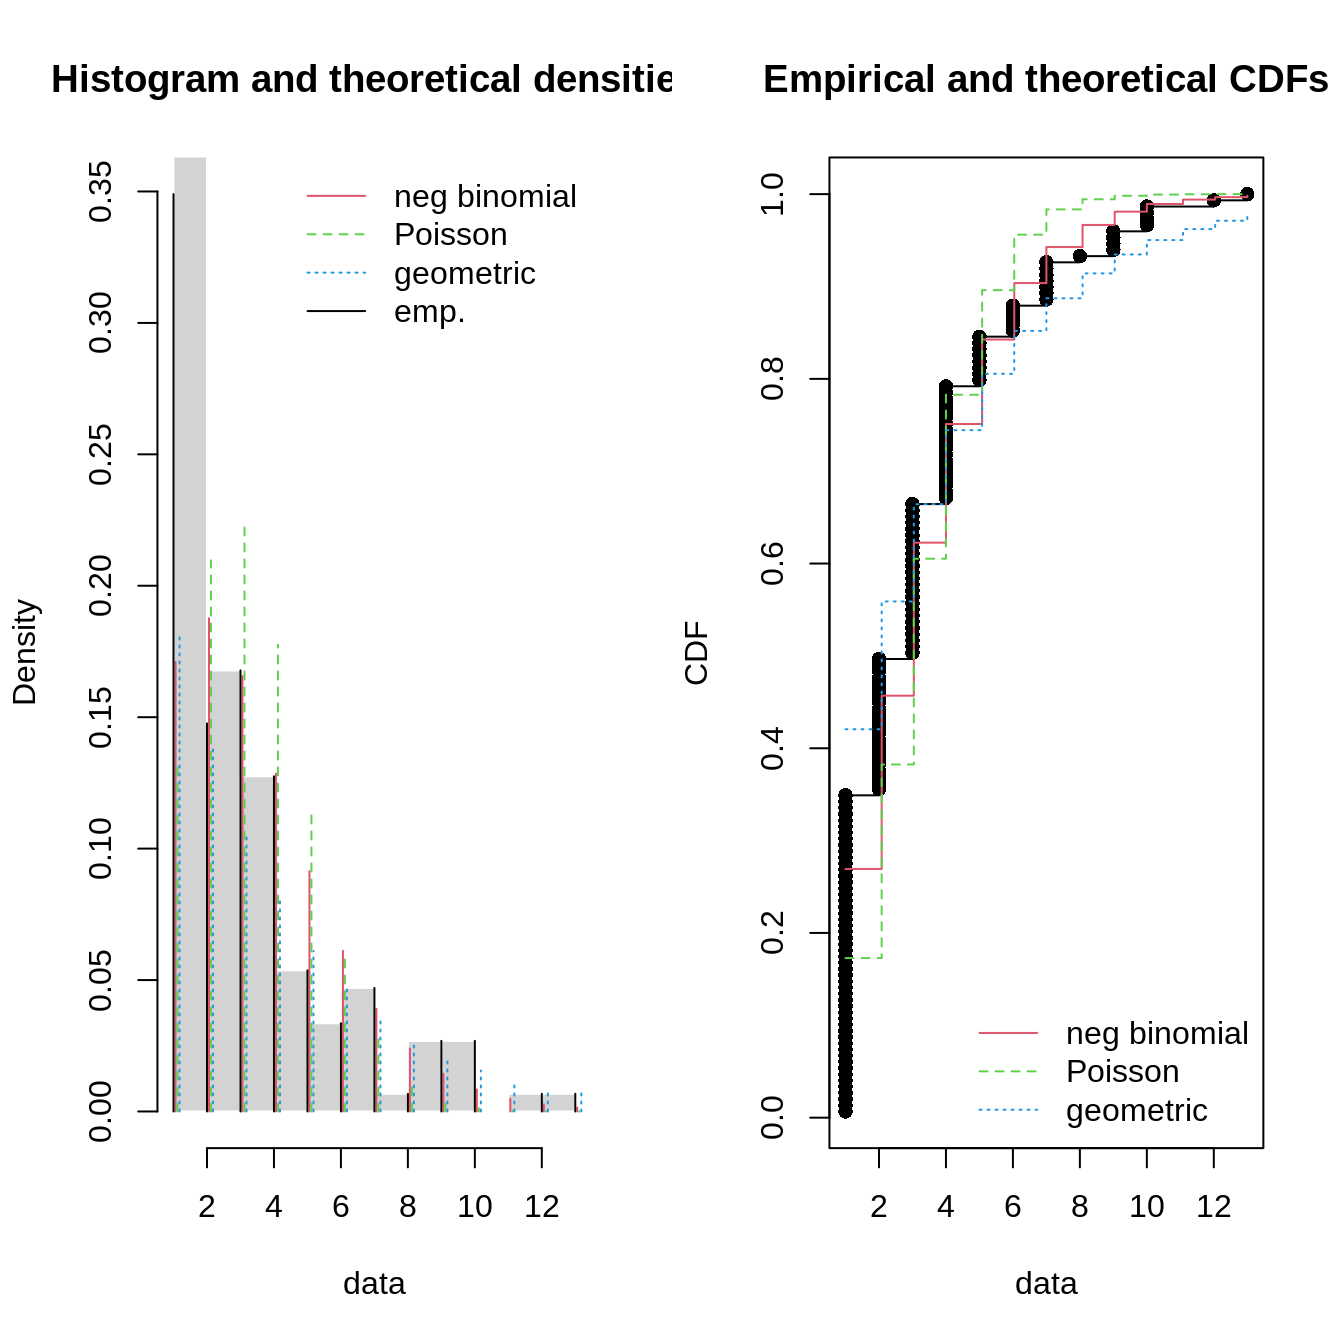 Histogram and theoretical densitie
Density
0.00 0.05 0.10 0.15 0.20 0.25 0.30 0.35
neg binomial
Poisson
geometric
emp.
2 4 6 8 10 12
data
Empirical and theoretical CDFs
CDF
0.0 0.2 0.4 0.6 0.8 1.0
neg binomial
Poisson
geometric
2 4 6 8 10 12
data